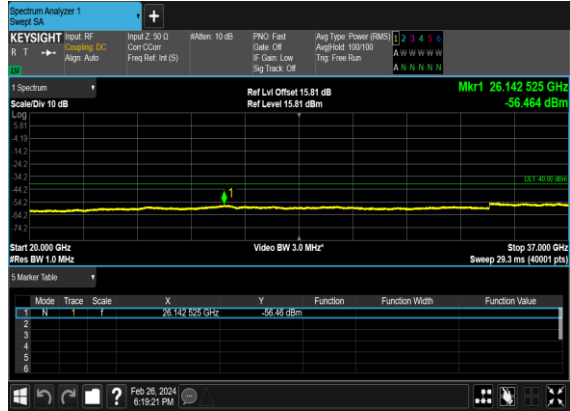 Spectrum Analyzer 1
Swept SA
KEYSIGHT Input: RF Input Z: 50 Ω #Atten: 10 dB PNO: Fast Avg Type: Power (RMS) 1 2 3 4 5 6
R T Coupling: DC Corr CCorr Gate: Off Avg|Hold: 100/100 A W W W W W
Align: Auto Freq Ref: Int (S) IF Gain: Low Trig: Free Run
Sig Track: Off A N N N N N
1 Spectrum Ref Lvl Offset 15.81 dB Mkr1 26.142 525 GHz
Scale/Div 10 dB Ref Level 15.81 dBm -56.464 dBm
Log
5.81
-4.19
-14.2
-24.2
-34.2
DL1 -40.00 dBm
-44.2
1
-54.2
-64.2
-74.2
Start 20.000 GHz Video BW 3.0 MHz* Stop 37.000 GHz
#Res BW 1.0 MHz Sweep 29.3 ms (40001 pts)
5 Marker Table
Mode Trace Scale X Y Function Function Width Function Value
1 N 1 f 26.142 525 GHz -56.46 dBm
2
3
4
5
6
Feb 26, 2024
6:19:21 PM